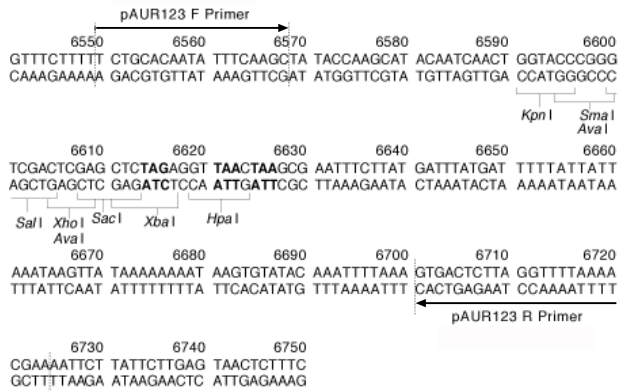 pAUR123 F Primer
6550 6560 6570 6580 6590 6600
GTTTCTTTTT CTGCACAATA TTTCAAGCTA TACCAAGCAT ACAATCAACT GGTACCCGGG
CAAAGAAAAA GACGTGTTAT AAAGTTCGAT ATGGTTCGTA TGTTAGTTGA CCATGGGCCC
Kpn I Sma I
Ava I
6610 6620 6630 6640 6650 6660
TCGACTCGAG CTCTAGAGGT TAACTAAGCG AATTTCTTAT GATTTATGAT TTTTATTATT
AGCTGAGCTC GAGATCTCCA ATTGATTCGC TTAAAGAATA CTAAATACTA AAAATAATAA
Sal I Xho I Sac I Xba I Hpa I
Ava I
6670 6680 6690 6700 6710 6720
AAATAAGTTA TAAAAAAAAT AAGTGTATAC AAATTTTAAA GTGACTCTTA GGTTTTAAAA
TTTATTCAAT ATTTTTTTTA TTCACATATG TTTAAAATTT CACTGAGAAT CCAAAATTTT
pAUR123 R Primer
6730 6740 6750
CGAAAATTCT TATTCTTGAG TAACTCTTTC
GCTTTTAAGA ATAAGAACTC ATTGAGAAAG